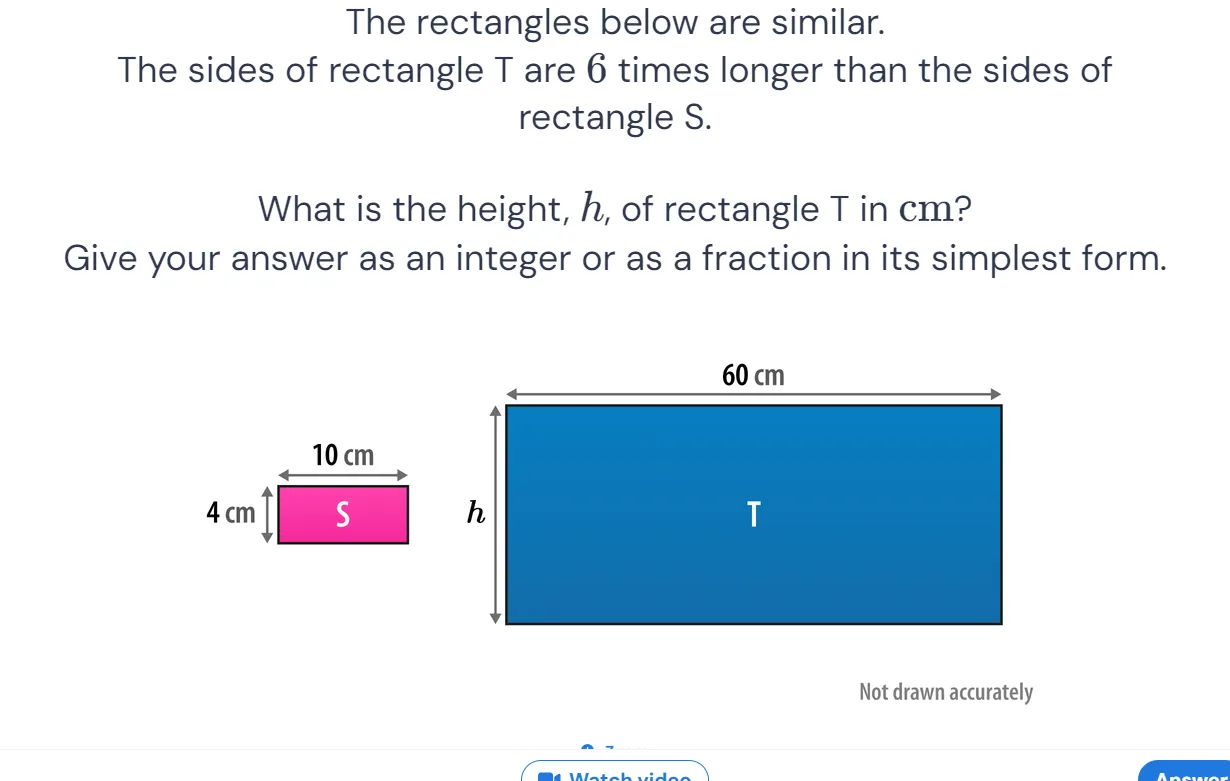 The rectangles below are similar.
The sides of rectangle T are 6 times longer than the sides of
rectangle S.
What is the height, h, of rectangle T in cm?
Give your answer as an integer or as a fraction in its simplest form.
60 cm
10 cm
4 cm
S
h
T
Not drawn accurately
Watch video
Answer